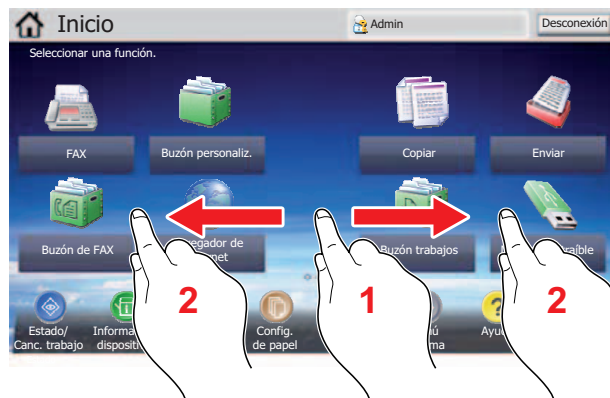 Inicio
Admin
Desconexión
Seleccionar una función.
FAX
Buzón personaliz.
Copiar
Enviar
Buzón de FAX
de
Buzón trabajos
2
1
2
Estado/
Canc. trabajo
Config.
de papel